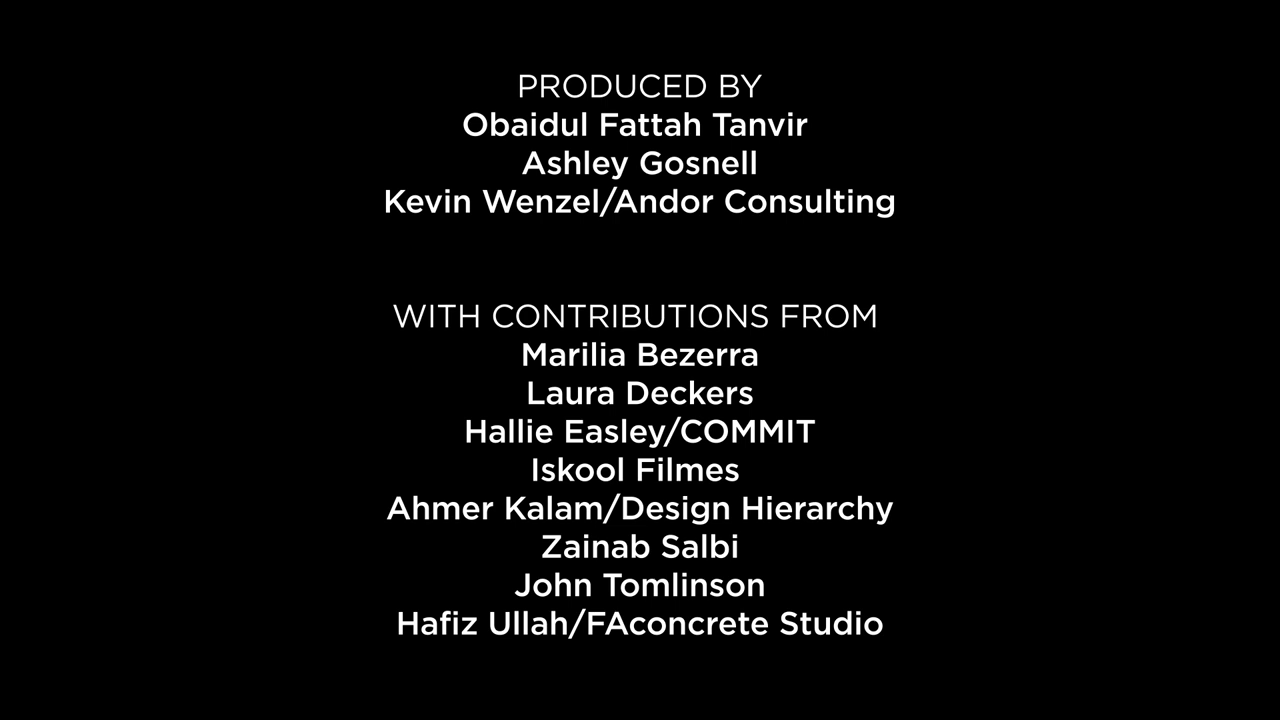 PRODUCED BY
Obaidul Fattah Tanvir
Ashley Gosnell
Kevin Wenzel/Andor Consulting
WITH CONTRIBUTIONS FROM
Marilia Bezerra
Laura Deckers
Hallie Easley/COMMIT
Iskool Filmes
Ahmer Kalam/Design Hierarchy
Zainab Salbi
John Tomlinson
Hafiz Ullah/FAconcrete Studio